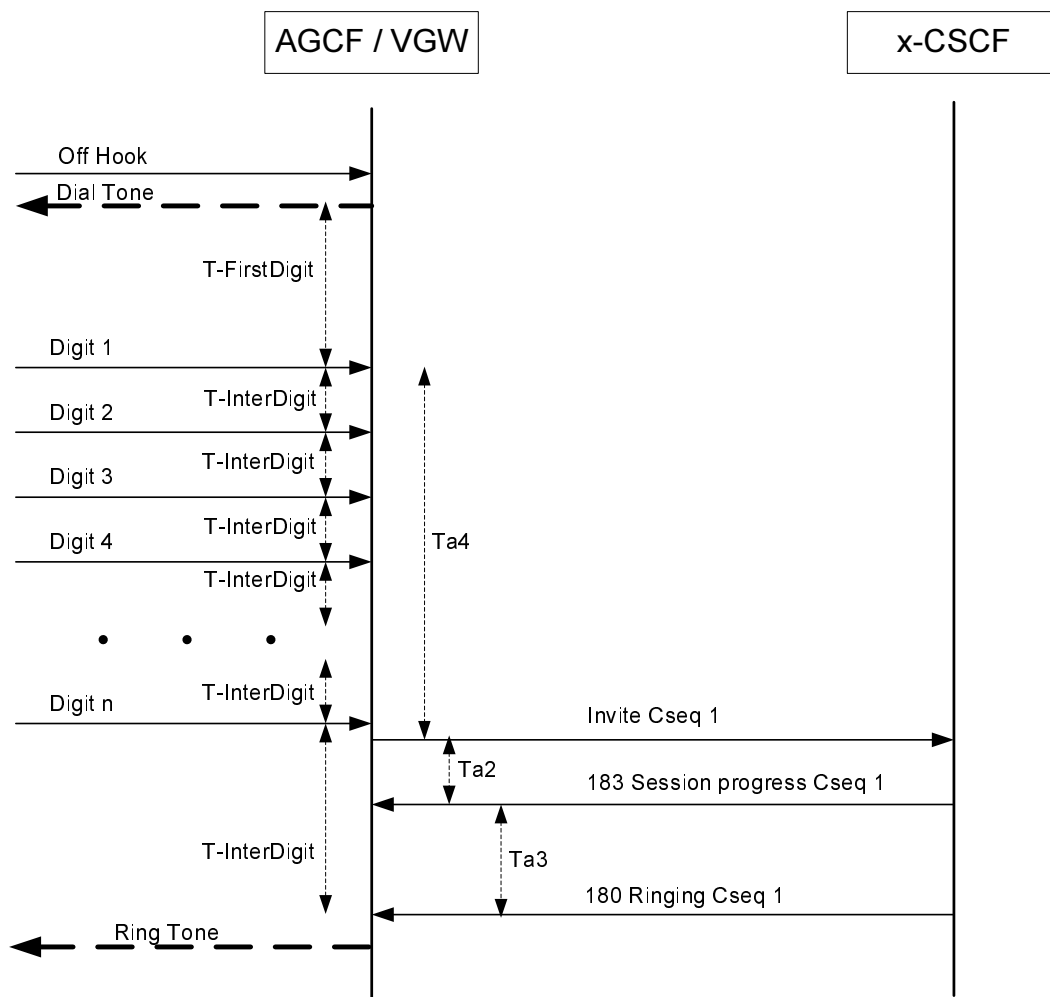 AGCF / VGW
x-CSCF
Off Hook
Dial Tone
T-FirstDigit
Digit 1
T-InterDigit
Digit 2
T-InterDigit
Digit 3
T-InterDigit
Digit 4
Ta4
T-InterDigit
T-InterDigit
Digit n
Invite Cseq 1
Ta2
183 Session progress Cseq 1
T-InterDigit
Ta3
180 Ringing Cseq 1
Ring Tone